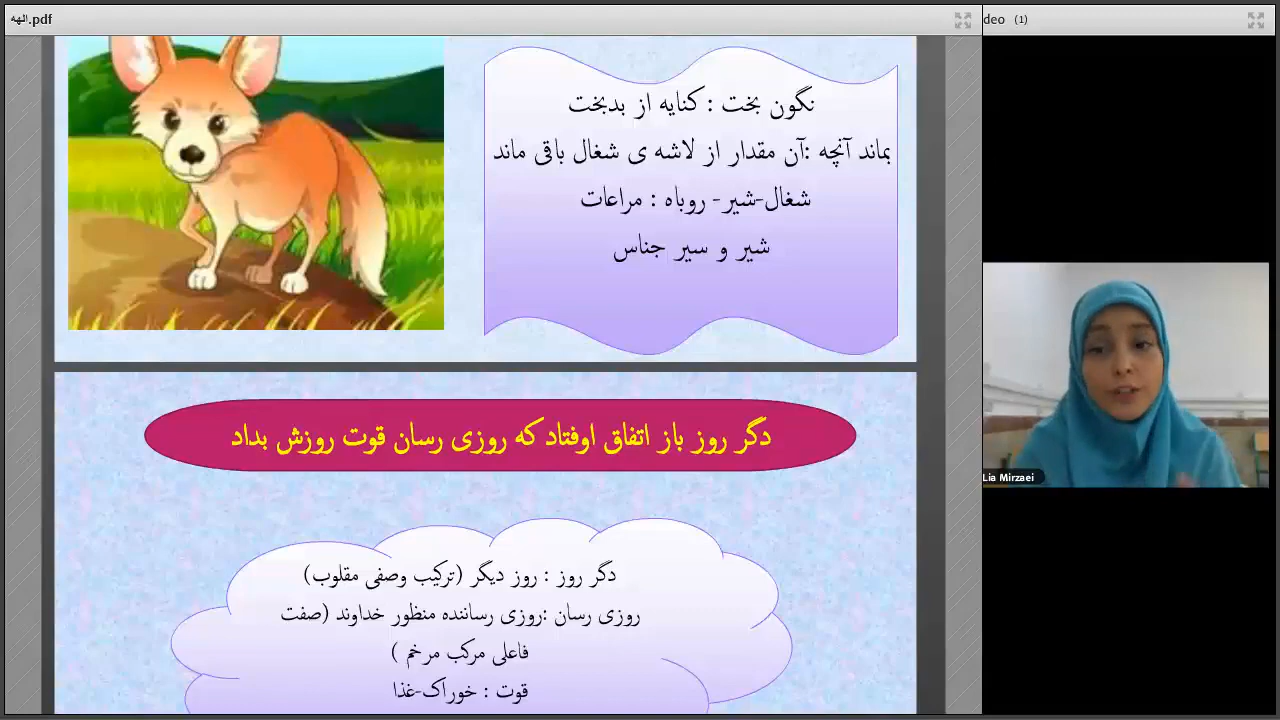 الهه.pdf
deo (1)
نگون بخت : کنایه از بدبخت
بماند آنچه :آن مقدار از لاشه ی شغال باقی ماند
شغال-شیر- روباه : مراعات
شیر و سیر جناس
Lia Mirzaei
دگر روز باز اتفاق اوفتاد که روزی رسان قوت روزش بداد
دگر روز : روز دیگر (ترکیب وصفی مقلوب)
روزی رسان :روزی رساننده منظور خداوند (صفت
فاعلی مرکب مرخم )
قوت : خوراک-غذا